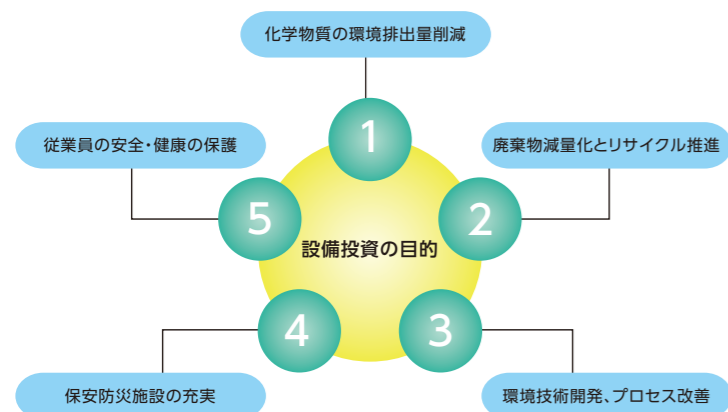 化学物質の環境排出量削減
1
従業員の安全・健康の保護
廃棄物減量化とリサイクル推進
5
2
設備投資の目的
4
3
保安防災施設の充実
環境技術開発、プロセス改善